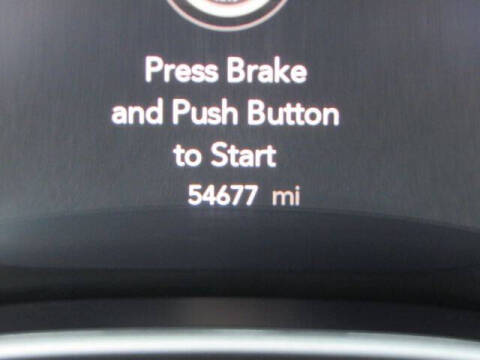 Press Brake
and Push Button
to Start
54677 mi